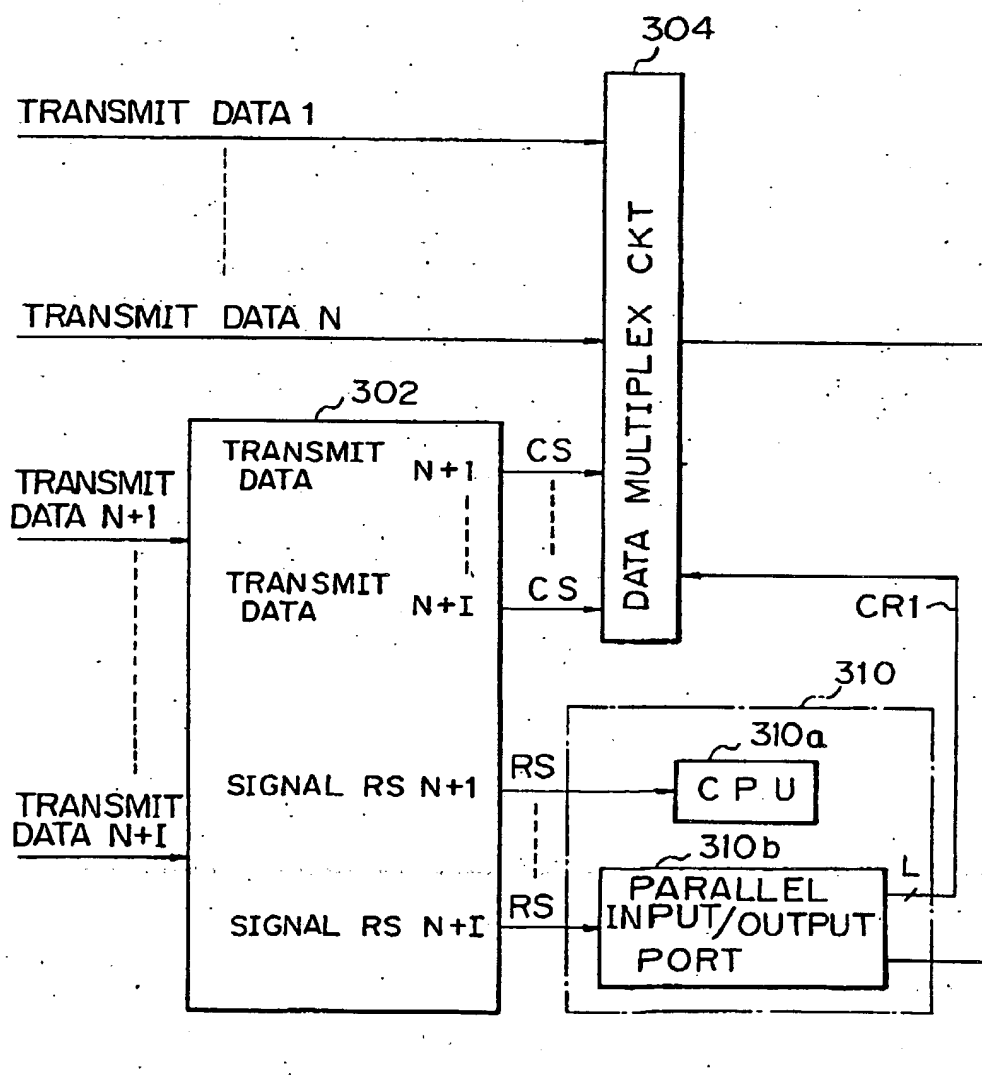 304
TRANSMIT DATA 1
TRANSMIT DATA N
DATA MULTIPLEX CKT
302
TRANSMIT
DATA
N+1
CS
TRANSMIT
DATA N+1
TRANSMIT
DATA
N+I
CS
CR1
310
310a
SIGNAL RS N+1
RS
CPU
TRANSMIT
DATA N+I
310b
L
SIGNAL RS N+I
RS
PARALLEL
INPUT/OUTPUT
PORT